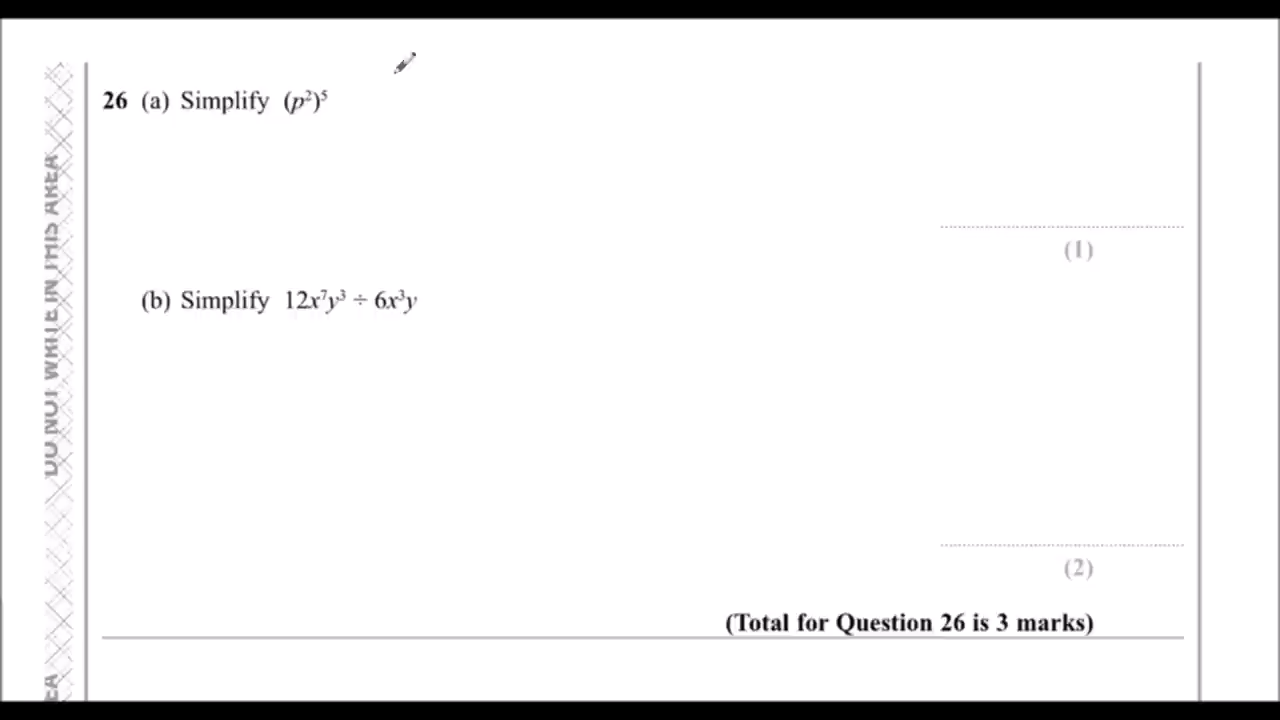 26 (a) Simplify (p²)⁵
(1)
(b) Simplify 12x⁷y³ ÷ 6x³y
(2)
(Total for Question 26 is 3 marks)
DO NOT WRITE IN THIS AREA
EA